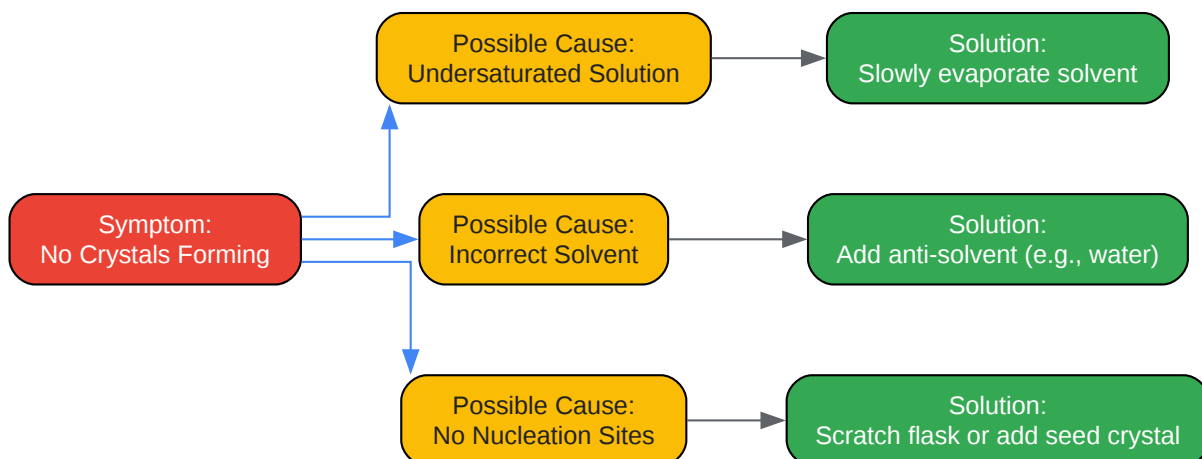 Possible Cause:
Undersaturated Solution
Solution:
Slowly evaporate solvent
Symptom:
No Crystals Forming
Possible Cause:
Incorrect Solvent
Solution:
Add anti-solvent (e.g., water)
Possible Cause:
No Nucleation Sites
Solution:
Scratch flask or add seed crystal